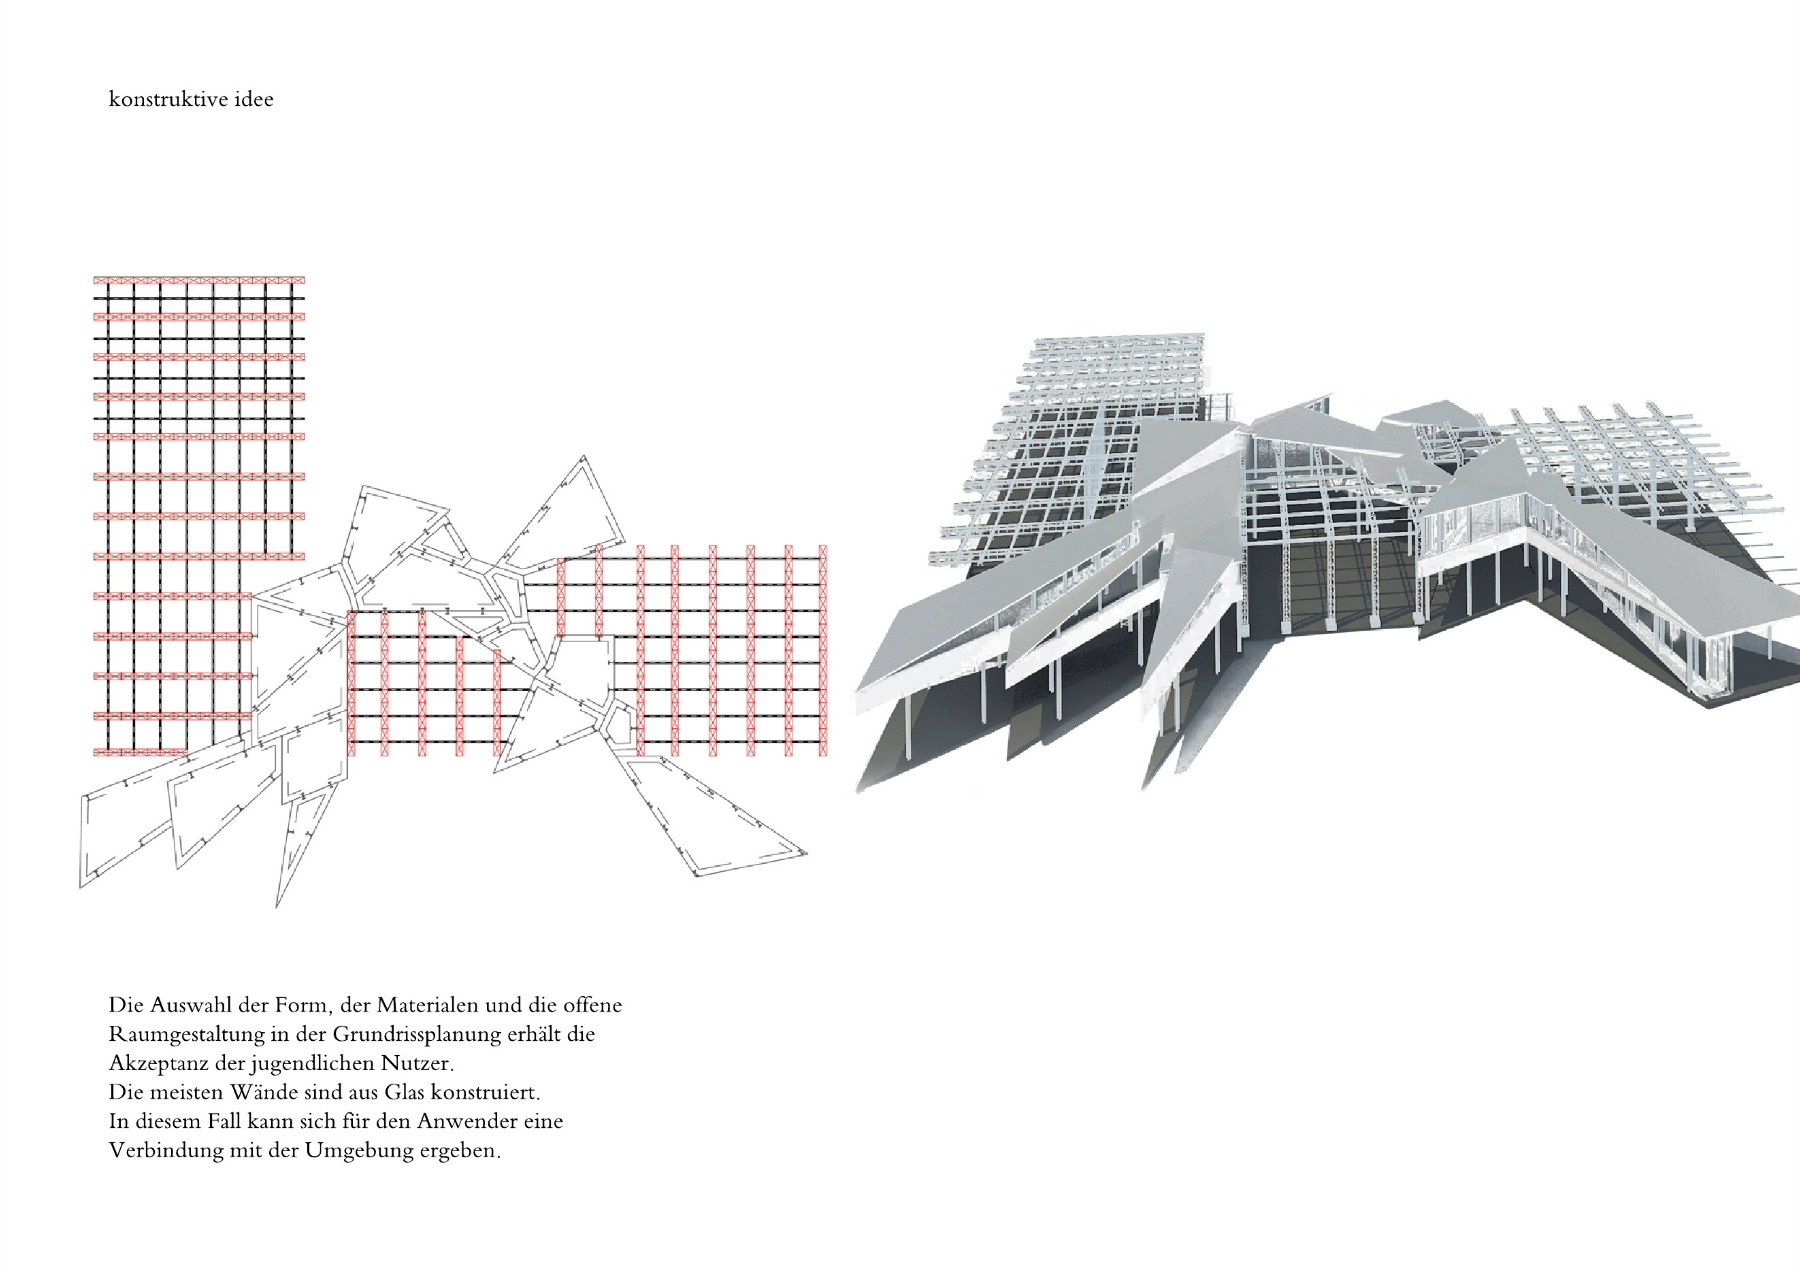 konstruktive idee
Die Auswahl der Form, der Materialen und die offene
Raumgestaltung in der Grundrissplanung erhält die
Akzeptanz der jugendlichen Nutzer.
Die meisten Wände sind aus Glas konstruiert.
In diesem Fall kann sich für den Anwender eine
Verbindung mit der Umgebung ergeben.